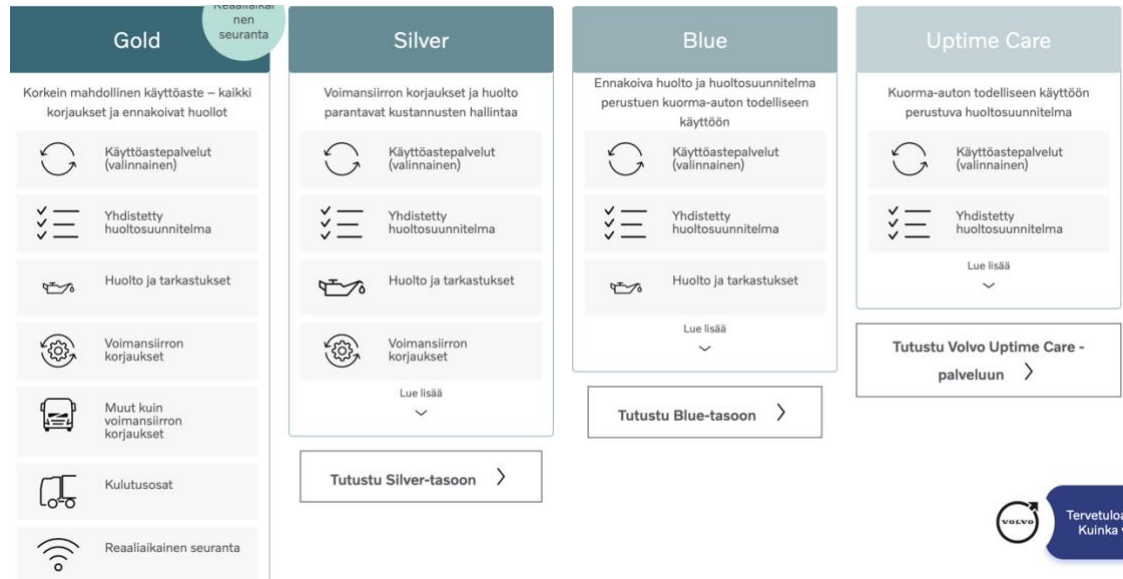 Reaaliaikai
nen
seuranta
Gold
Korkein mahdollinen käyttöaste – kaikki
korjaukset ja ennakoivat huollot
Käyttöastepalvelut
(valinnainen)
Yhdistetty
huoltosuunnitelma
Huolto ja tarkastukset
Voimansiirron
korjaukset
Muut kuin
voimansiirron
korjaukset
Kulutusosat
Reaaliaikainen seuranta
Silver
Voimansiirron korjaukset ja huolto
parantavat kustannusten hallintaa
Käyttöastepalvelut
(valinnainen)
Yhdistetty
huoltosuunnitelma
Huolto ja tarkastukset
Voimansiirron
korjaukset
Lue lisää
Tutustu Silver-tasoon
Blue
Ennakoiva huolto ja huoltosuunnitelma
perustuen kuorma-auton todelliseen
käyttöön
Käyttöastepalvelut
(valinnainen)
Yhdistetty
huoltosuunnitelma
Huolto ja tarkastukset
Lue lisää
Tutustu Blue-tasoon
Uptime Care
Kuorma-auton todelliseen käyttöön
perustuva huoltosuunnitelma
Käyttöastepalvelut
(valinnainen)
Yhdistetty
huoltosuunnitelma
Lue lisää
Tutustu Volvo Uptime Care -
palveluun
VOLVO
Tervetuloa
Kuinka